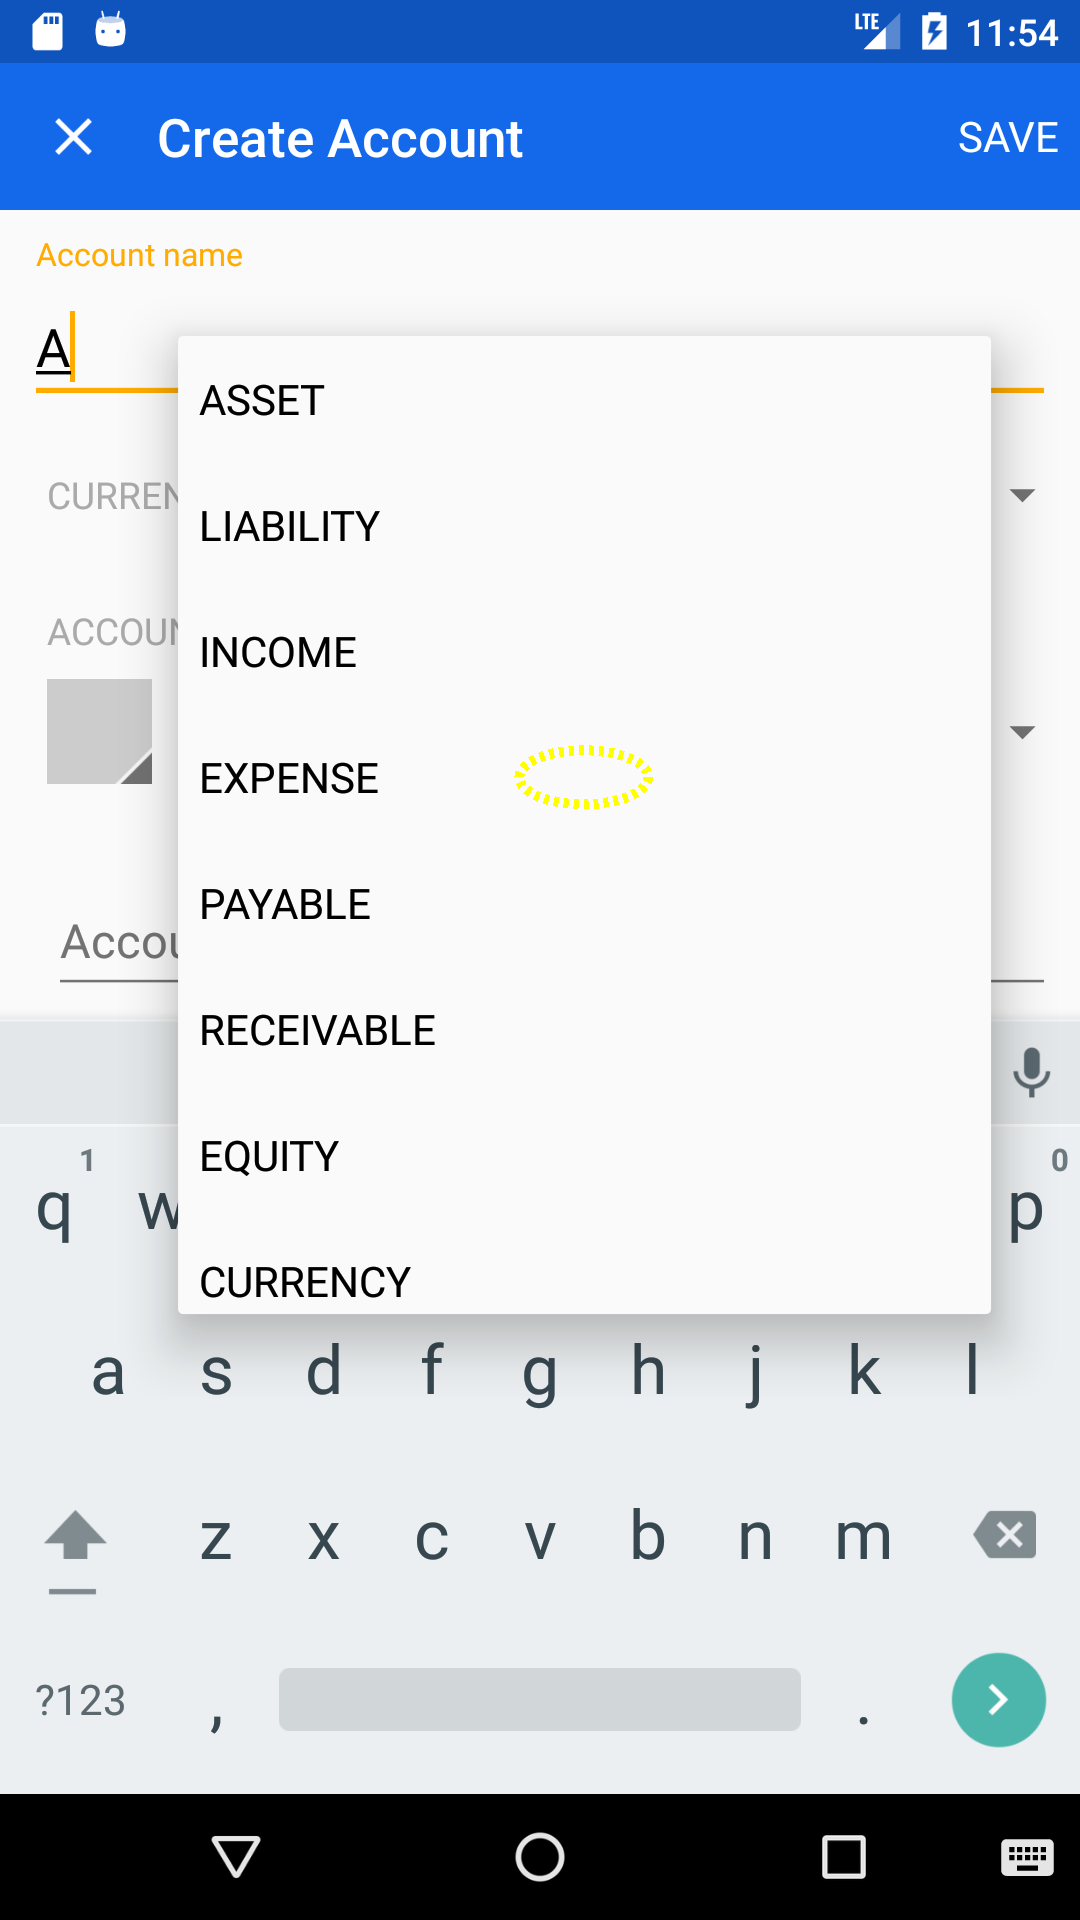 LTE 11:54
Create Account SAVE
Account name
A
ASSET
CURREN
LIABILITY
ACCOUN
INCOME
EXPENSE
PAYABLE
Accou
RECEIVABLE
EQUITY
1 0
q w p
CURRENCY
a s d f g h j k l
z x c v b n m
?123 , .